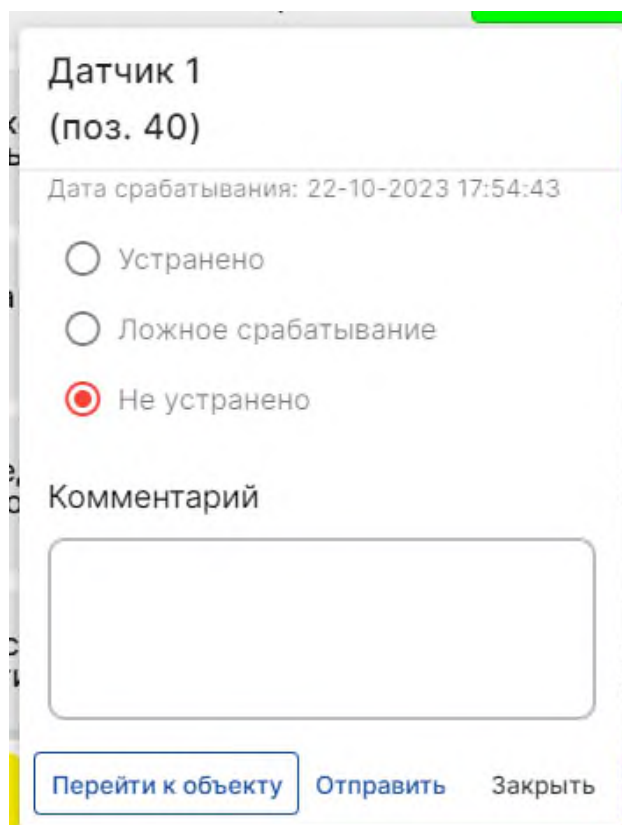 Датчик 1
(поз. 40)
Дата срабатывания: 22-10-2023 17:54:43
Устранено
Ложное срабатывание
Не устранено
Комментарий
Перейти к объекту Отправить Закрыть